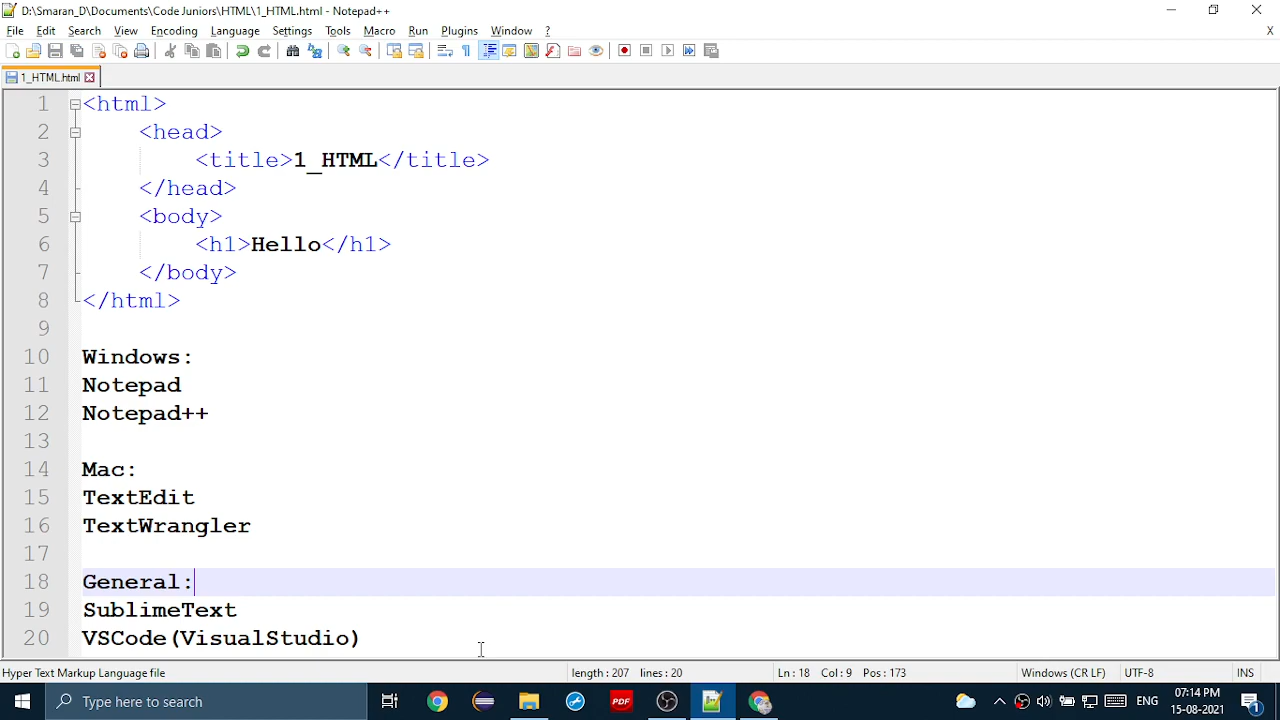 D:\Smaran_D\Documents\Code Juniors\HTML\1_HTML.html - Notepad++
File Edit Search View Encoding Language Settings Tools Macro Run Plugins Window ? X
1_HTML.html
1 <html>
2 <head>
3 <title>1_HTML</title>
4 </head>
5 <body>
6 <h1>Hello</h1>
7 </body>
8 </html>
9
10 Windows:
11 Notepad
12 Notepad++
13
14 Mac:
15 TextEdit
16 TextWrangler
17
18 General:
19 SublimeText
20 VSCode(VisualStudio)
Hyper Text Markup Language file length : 207 lines : 20 Ln : 18 Col : 9 Pos : 173 Windows (CR LF) UTF-8 INS
Type here to search PDF ENG 07:14 PM
15-08-2021 1